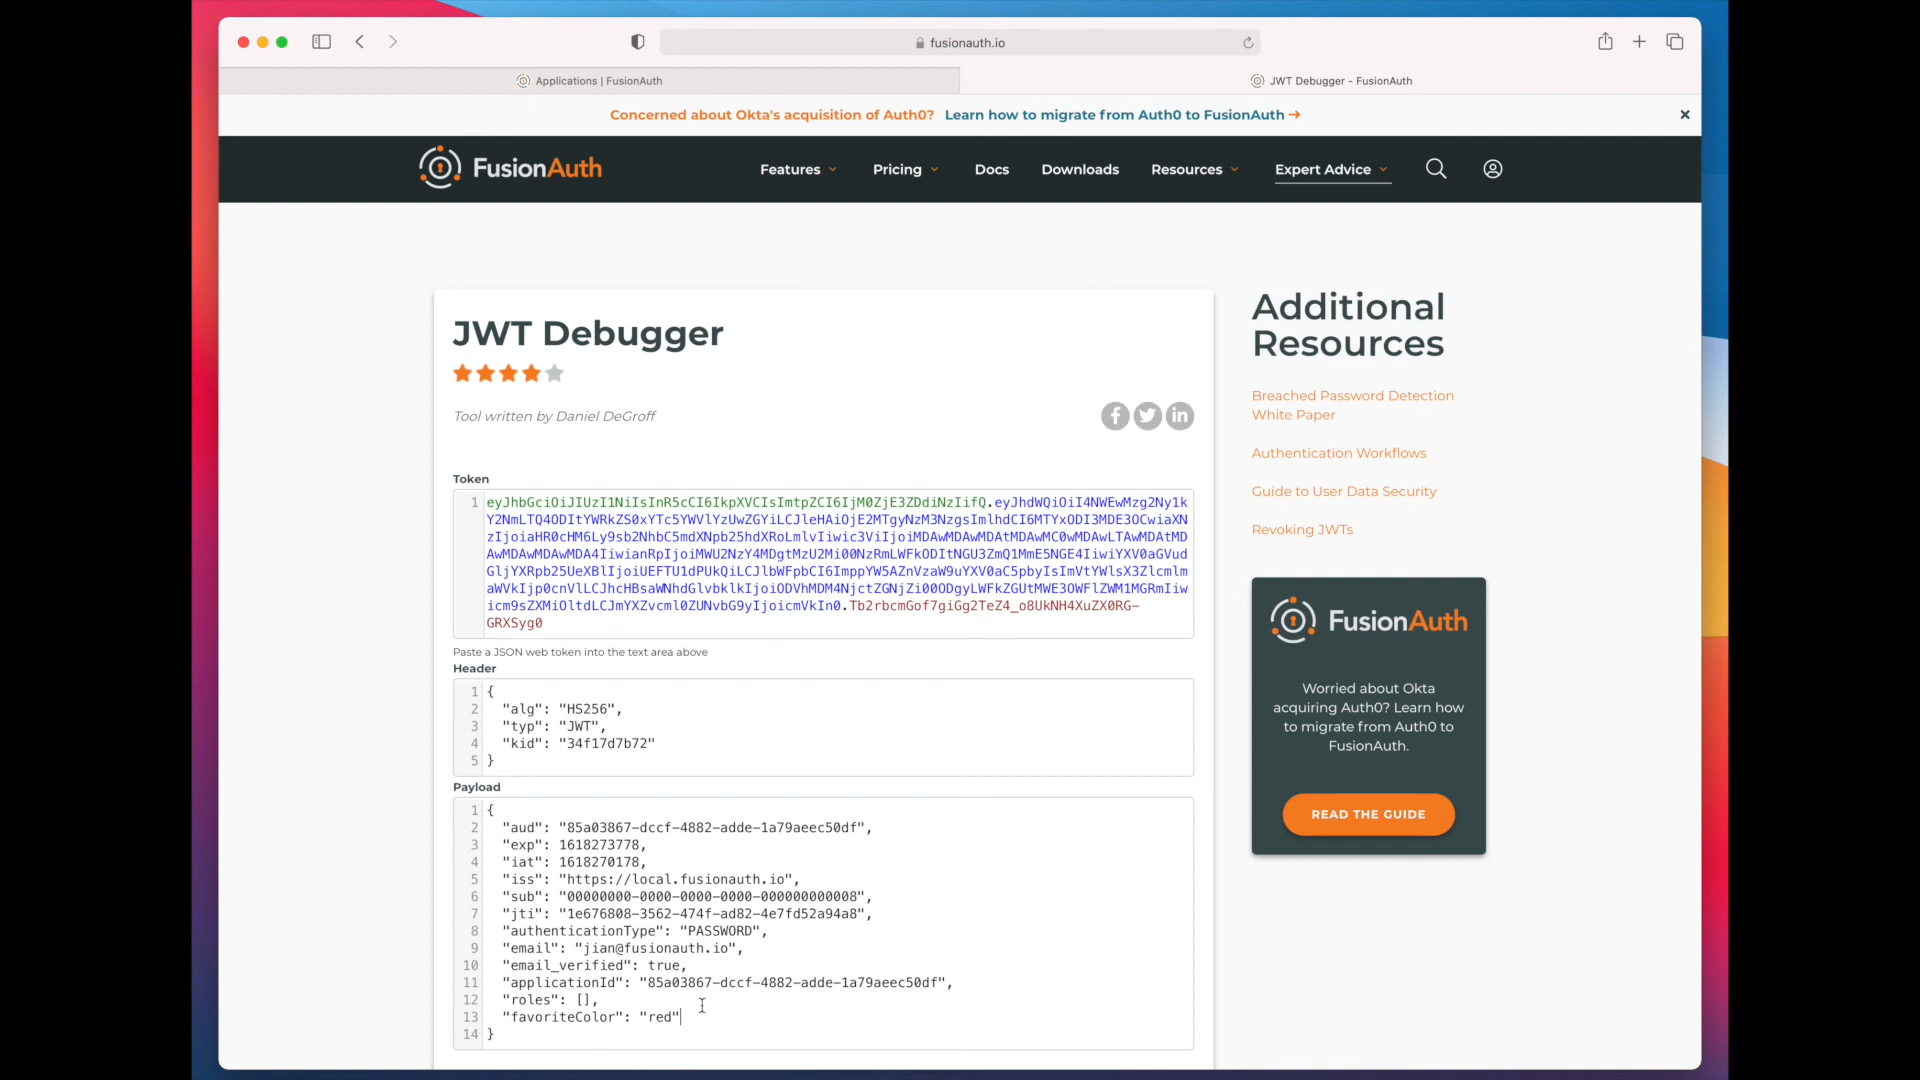 fusionauth.io
Applications | FusionAuth
JWT Debugger - FusionAuth
Concerned about Okta's acquisition of Auth0? Learn how to migrate from Auth0 to FusionAuth →
FusionAuth
Features
Pricing
Docs
Downloads
Resources
Expert Advice
JWT Debugger
Tool written by Daniel DeGroff
Token
1 eyJhbGciOiJIUzI1NiIsInR5cCI6IkpXVCIsImtpZCI6IjM0ZjE3ZDdiNzIifQ.eyJhdWQiOiI4NWEwMzg2Ny1k
Y2NmLTQ4ODItYWRkZS0xYTc5YWVlYzUwZGYiLCJleHAiOjE2MTgyNzM3NzgsImlhdCI6MTYxODI3MDE3OCwiaXN
zIjoiaHR0cHM6Ly9sb2NhbC5mdXNpb25hdXRoLmlvIiwic3ViIjoiMDAwMDAwMDAtMDAwMC0wMDAwLTAwMDAtMD
AwMDAwMDAwMDA4IiwianRpIjoiMWU2NzY4MDgtMzU2Mi00NzRmLWFkODItNGU3ZmQ1MmE5NGE4IiwiYXV0aGVud
GljYXRpb25UeXBlIjoiUEFTU1dPUkQiLCJlbWFpbCI6ImppYW5AZnVzaW9uYXV0aC5pbyIsImVtYWlsX3Zlcmlm
aWVkIjp0cnVlLCJhcHBsaWNhdGlvbklkIjoiODVhMDM4NjctZGNjZi00ODgyLWFkZGUtMWE3OWFlZWM1MGRmIiw
icm9sZXMiOltdLCJmYXZvcml0ZUNvbG9yIjoicmVkIn0.Tb2rbcmGof7giGg2TeZ4_o8UkNH4XuZX0RG-
GRXSyg0
Paste a JSON web token into the text area above
Header
1 {
2 "alg": "HS256",
3 "typ": "JWT",
4 "kid": "34f17d7b72"
5 }
Payload
1 {
2 "aud": "85a03867-dccf-4882-adde-1a79aeec50df",
3 "exp": 1618273778,
4 "iat": 1618270178,
5 "iss": "https://local.fusionauth.io",
6 "sub": "00000000-0000-0000-0000-000000000008",
7 "jti": "1e676808-3562-474f-ad82-4e7fd52a94a8",
8 "authenticationType": "PASSWORD",
9 "email": "jian@fusionauth.io",
10 "email_verified": true,
11 "applicationId": "85a03867-dccf-4882-adde-1a79aeec50df",
12 "roles": [],
13 "favoriteColor": "red"
14 }
Additional
Resources
Breached Password Detection
White Paper
Authentication Workflows
Guide to User Data Security
Revoking JWTs
FusionAuth
Worried about Okta
acquiring Auth0? Learn how
to migrate from Auth0 to
FusionAuth.
READ THE GUIDE